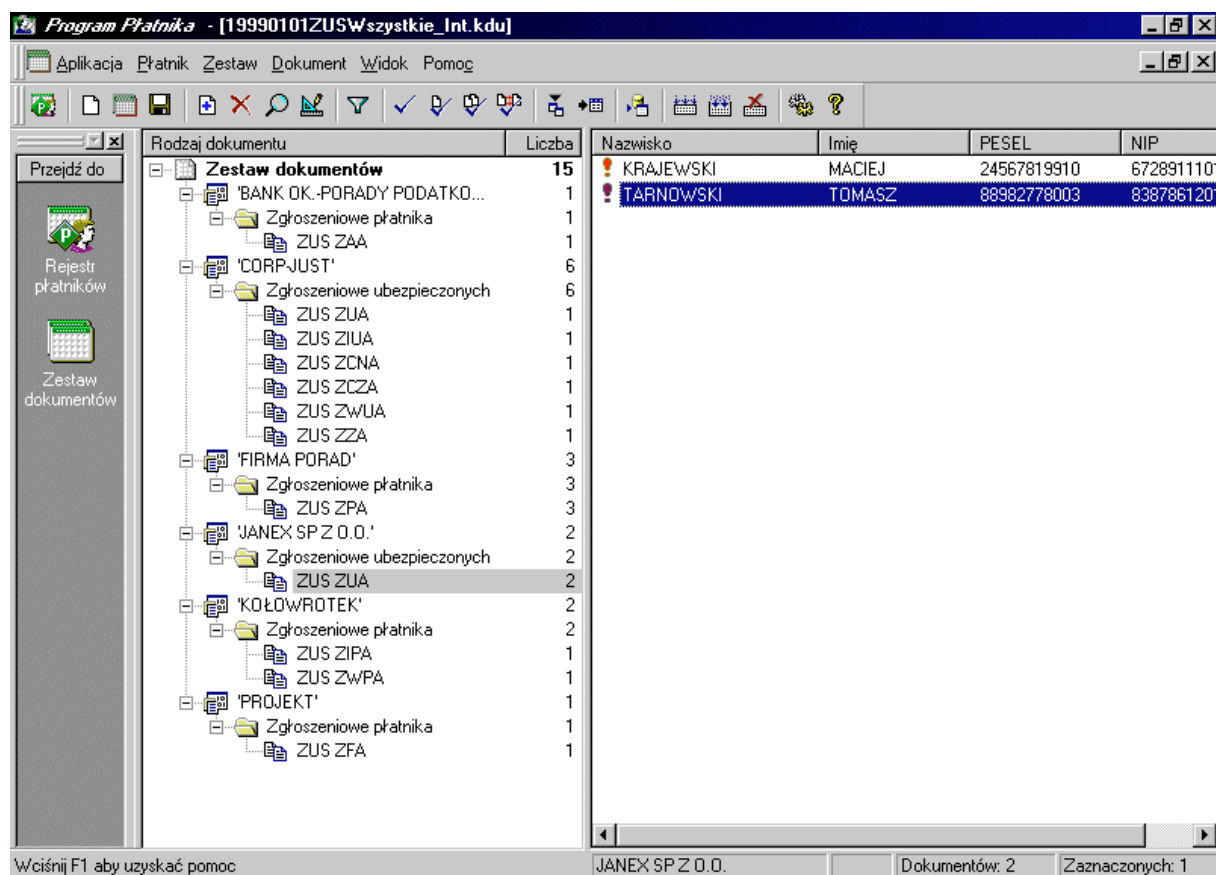 Program Płatnika - [19990101ZUSWszystkie_Int.kdu]
Aplikacja Płatnik Zestaw Dokument Widok Pomoc
Przejdź do
Rejestr
płatników
Zestaw
dokumentów
Rodzaj dokumentu Liczba
Zestaw dokumentów 15
'BANK OK.-PORADY PODATKO... 1
Zgłoszeniowe płatnika 1
ZUS ZAA 1
'CORP-JUST' 6
Zgłoszeniowe ubezpieczonych 6
ZUS ZUA 1
ZUS ZIUA 1
ZUS ZCNA 1
ZUS ZCZA 1
ZUS ZWUA 1
ZUS ZZA 1
'FIRMA PORAD' 3
Zgłoszeniowe płatnika 3
ZUS ZPA 3
'JANEX SP Z O.O.' 2
Zgłoszeniowe ubezpieczonych 2
ZUS ZUA 2
'KOŁOWROTEK' 2
Zgłoszeniowe płatnika 2
ZUS ZIPA 1
ZUS ZWPA 1
'PROJEKT' 1
Zgłoszeniowe płatnika 1
ZUS ZFA 1
Nazwisko Imię PESEL NIP
KRAJEWSKI MACIEJ 24567819910 6728911101
TARNOWSKI TOMASZ 88982778003 8387861201
Wciśnij F1 aby uzyskać pomoc JANEX SP Z O.O. Dokumentów: 2 Zaznaczonych: 1